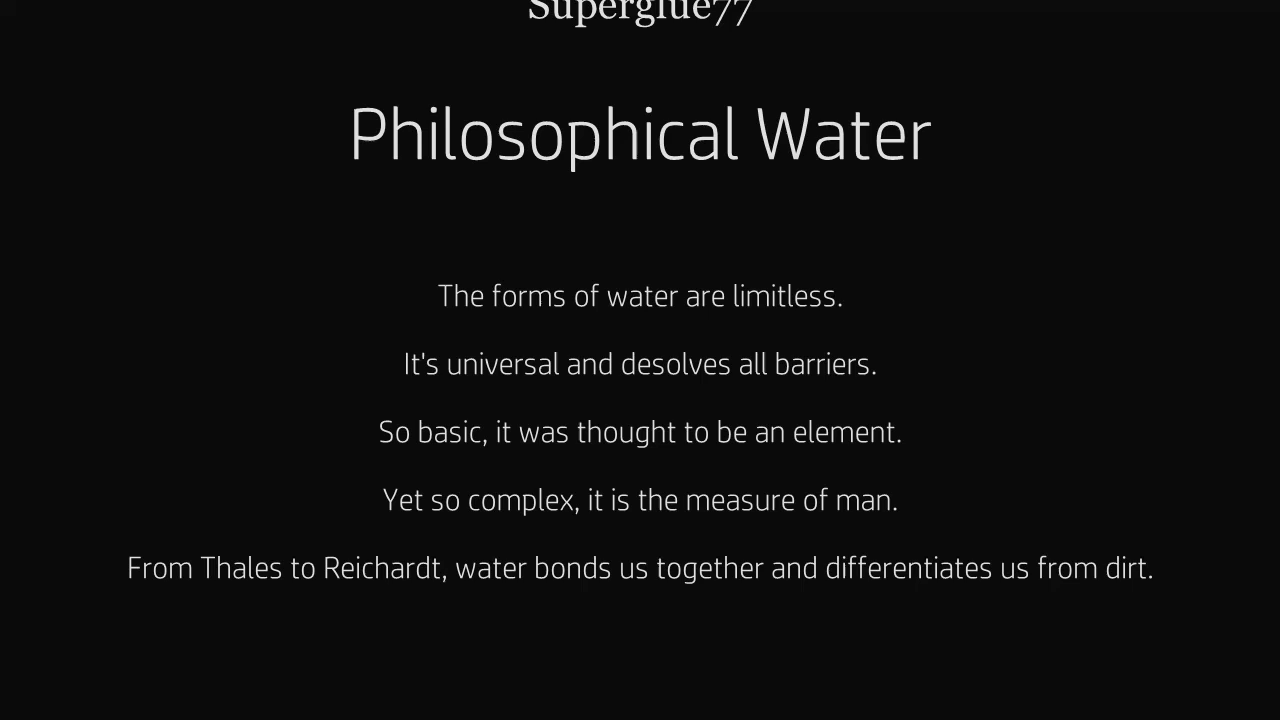 Superglue77
Philosophical Water
The forms of water are limitless.
It's universal and desolves all barriers.
So basic, it was thought to be an element.
Yet so complex, it is the measure of man.
From Thales to Reichardt, water bonds us together and differentiates us from dirt.